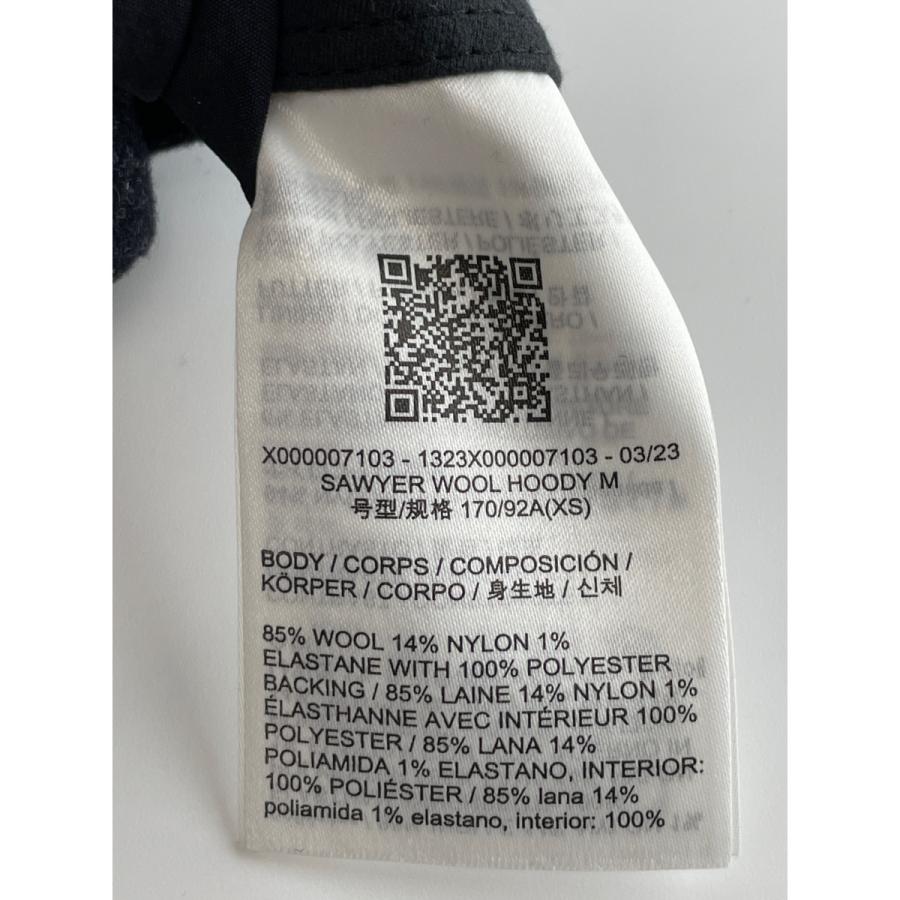 X000007103 - 1323X000007103 - 03/23
SAWYER WOOL HOODY M
号型/规格 170/92A(XS)
BODY / CORPS / COMPOSICIÓN /
KÖRPER / CORPO / 身生地 / 신체
85% WOOL 14% NYLON 1%
ELASTANE WITH 100% POLYESTER
BACKING / 85% LAINE 14% NYLON 1%
ÉLASTHANNE AVEC INTÉRIEUR 100%
POLYESTER / 85% LANA 14%
POLIAMIDA 1% ELASTANO, INTERIOR:
100% POLIÉSTER / 85% lana 14%
poliamida 1% elastano, interior: 100%